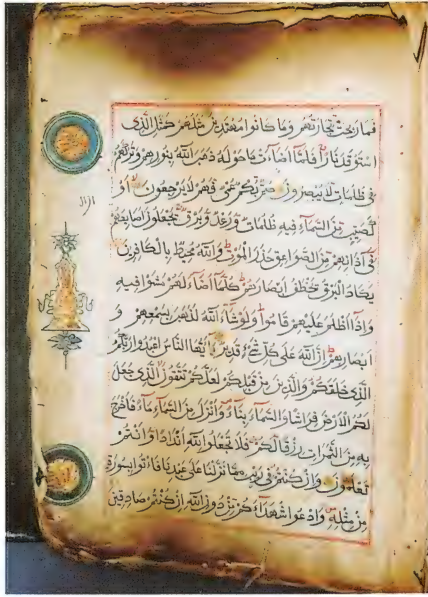 فما ربحت تجارتهم وما كانوا مهتدين مثلهم كمثل الذي
استوقد نارا فلما اضاءت ما حوله ذهب الله بنورهم وتركهم
في ظلمات لا يبصرون صم بكم عمي فهم لا يرجعون او
كصيب من السماء فيه ظلمات ورعد وبرق يجعلون اصابعهم
في آذانهم من الصواعق حذر الموت والله محيط بالكافرين
يكاد البرق يخطف ابصارهم كلما اضاء لهم مشوا فيه
واذا اظلم عليهم قاموا ولو شاء الله لذهب بسمعهم و
ابصارهم ان الله على كل شيء قدير يا ايها الناس اعبدوا ربكم
الذي خلقكم والذين من قبلكم لعلكم تتقون الذي جعل
لكم الارض فراشا والسماء بناء وانزل من السماء ماء فاخرج
به من الثمرات رزقا لكم فلا تجعلوا لله اندادا وانتم
تعلمون وان كنتم في ريب مما نزلنا على عبدنا فاتوا بسورة
من مثله وادعوا شهداءكم من دون الله ان كنتم صادقين